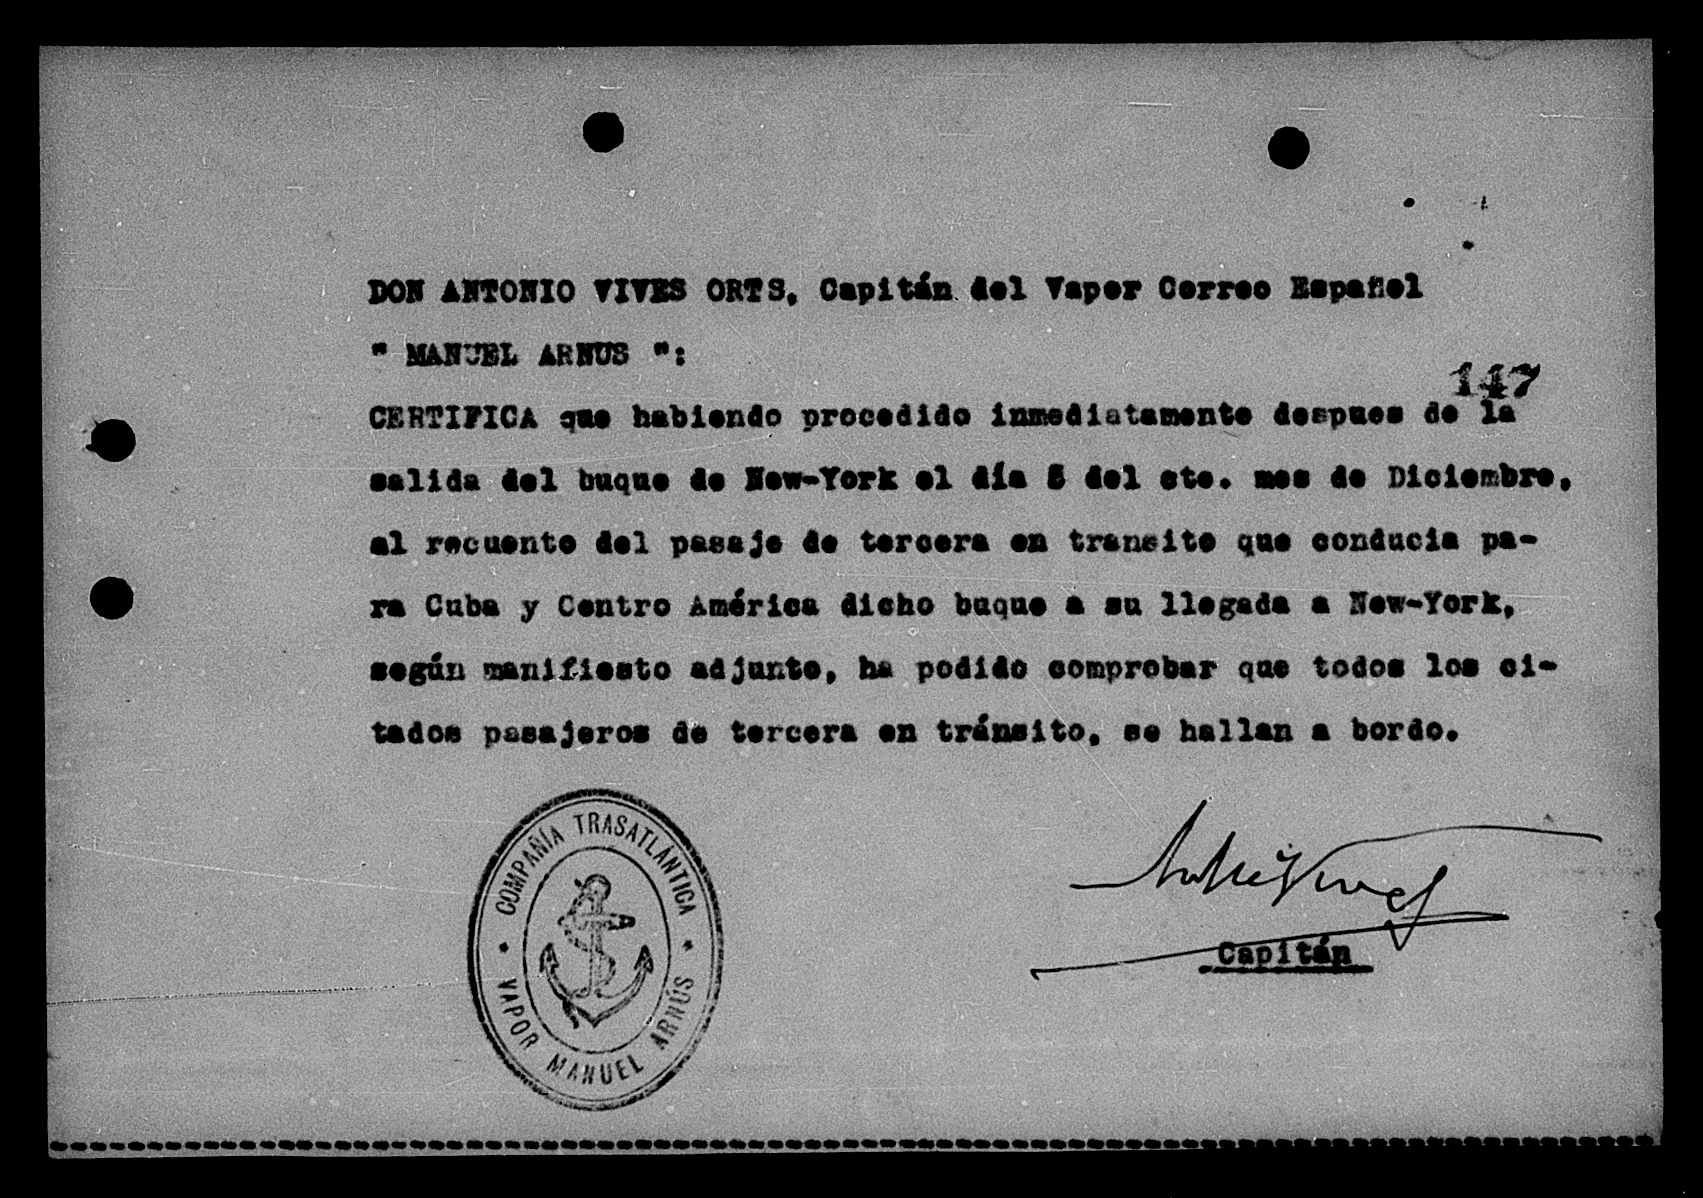 DON ANTONIO VIVES ORTS, Capitán del Vapor Correo Español
" MANUEL ARNUS ":
147
CERTIFICA que habiendo procedido inmediatamente despues de la
salida del buque de New-York el día 5 del cte. mes de Diciembre,
al recuento del pasaje de tercera en transito que conducia pa-
ra Cuba y Centro América dicho buque a su llegada a New-York,
según manifiesto adjunto, ha podido comprobar que todos los ci-
tados pasajeros de tercera en tránsito, se hallan a bordo.
COMPAÑÍA TRASATLÁNTICA
VAPOR MANUEL ARNÚS
Capitán